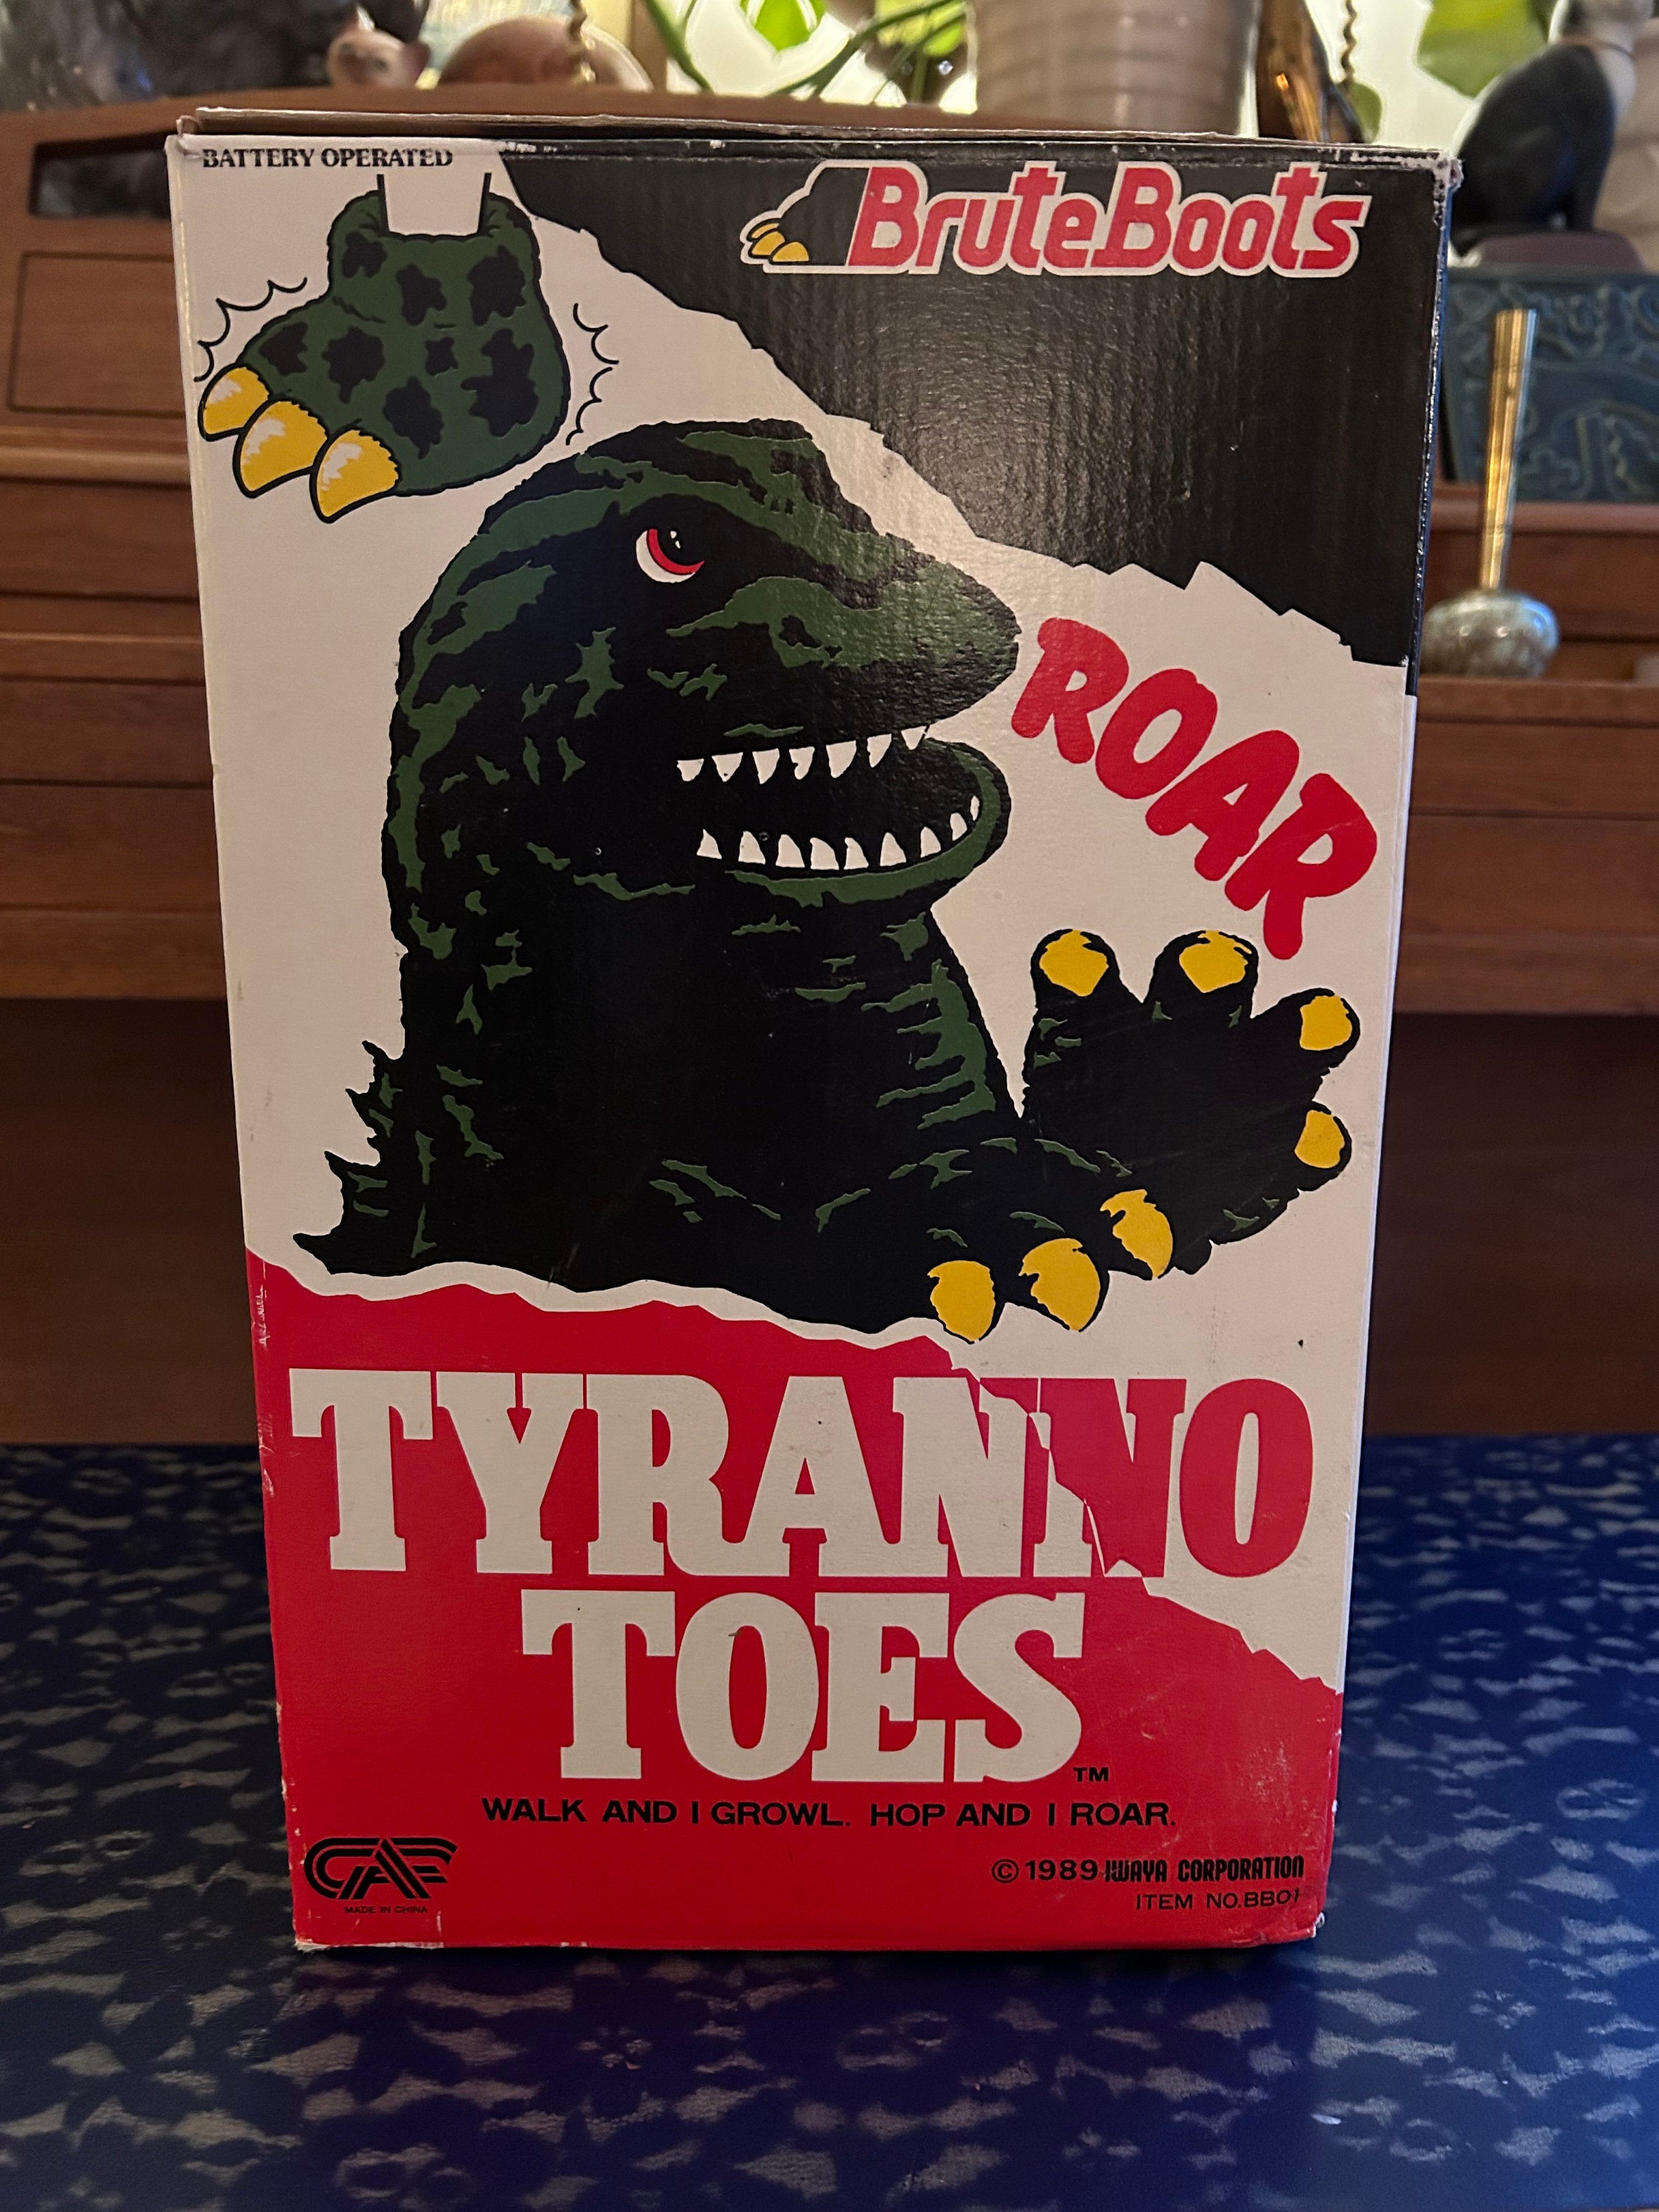 BATTERY OPERATED
BruteBoots
ROAR
TYRANNO
TOES
TM
WALK AND I GROWL. HOP AND I ROAR.
CAF
MADE IN CHINA
© 1989 IWAYA CORPORATION
ITEM NO.BB01